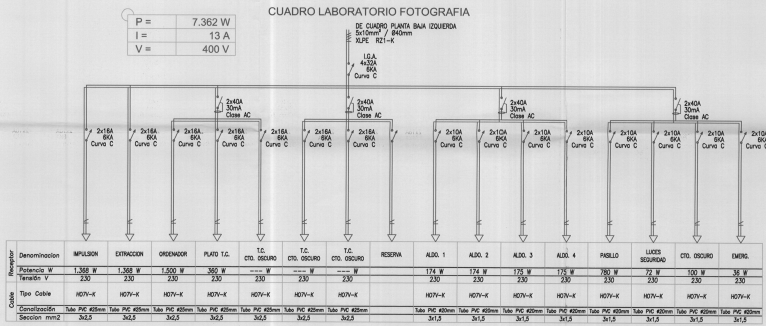 CUADRO LABORATORIO FOTOGRAFIA
P = 7.362 W
I = 13 A
V = 400 V
DE CUADRO PLANTA BAJA IZQUIERDA
5x10mm² / Ø40mm
XLPE RZ1-K
I.G.A.
4x32A
6KA
Curva C
2x40A 2x40A 2x40A 2x40A
30mA 30mA 30mA 30mA
Clase AC Clase AC Clase AC Clase AC
2x16A 2x16A 2x16A 2x16A 2x16A 2x16A 2x16A 2x10A 2x10A 2x10A 2x10A 2x10A 2x10A 2x10A 2x10A
6KA 6KA 6KA 6KA 6KA 6KA 6KA 6KA 6KA 6KA 6KA 6KA 6KA 6KA 6KA
Curva C Curva C Curva C Curva C Curva C Curva C Curva C Curva C Curva C Curva C Curva C Curva C Curva C Curva C Curva C
Receptor
Denominacion IMPULSION EXTRACCION ORDENADOR PLATO T.C. T.C. CTO. OSCURO T.C. CTO. OSCURO T.C. CTO. OSCURO RESERVA ALDO. 1 ALDO. 2 ALDO. 3 ALDO. 4 PASILLO LUCES SEGURIDAD CTO. OSCURO EMERG.
Potencia W 1.368 W 1.368 W 1.500 W 360 W --- W --- W --- W 174 W 174 W 175 W 175 W 780 W 72 W 100 W 36 W
Tensión V 230 230 230 230 230 230 230 230 230 230 230 230 230 230 230
Cable
Tipo Cable H07V-K H07V-K H07V-K H07V-K H07V-K H07V-K H07V-K H07V-K H07V-K H07V-K H07V-K H07V-K H07V-K H07V-K H07V-K
Canalización Tubo PVC ø25mm Tubo PVC ø25mm Tubo PVC ø25mm Tubo PVC ø25mm Tubo PVC ø25mm Tubo PVC ø25mm Tubo PVC ø25mm Tubo PVC ø20mm Tubo PVC ø20mm Tubo PVC ø20mm Tubo PVC ø20mm Tubo PVC ø20mm Tubo PVC ø20mm Tubo PVC ø20mm Tubo PVC ø20mm
Seccion mm2 3x2,5 3x2,5 3x2,5 3x2,5 3x2,5 3x2,5 3x2,5 3x1,5 3x1,5 3x1,5 3x1,5 3x1,5 3x1,5 3x1,5 3x1,5